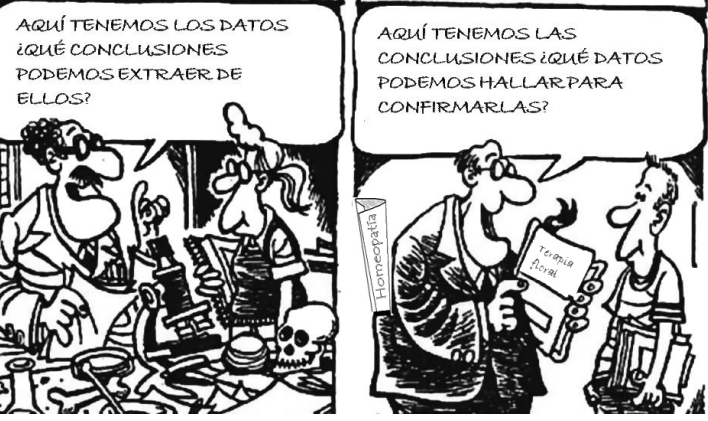 AQUÍ TENEMOS LOS DATOS
¿QUÉ CONCLUSIONES
PODEMOS EXTRAER DE
ELLOS?
AQUÍ TENEMOS LAS
CONCLUSIONES ¿QUÉ DATOS
PODEMOS HALLAR PARA
CONFIRMARLAS?
Homeopatía
Terapia
floral